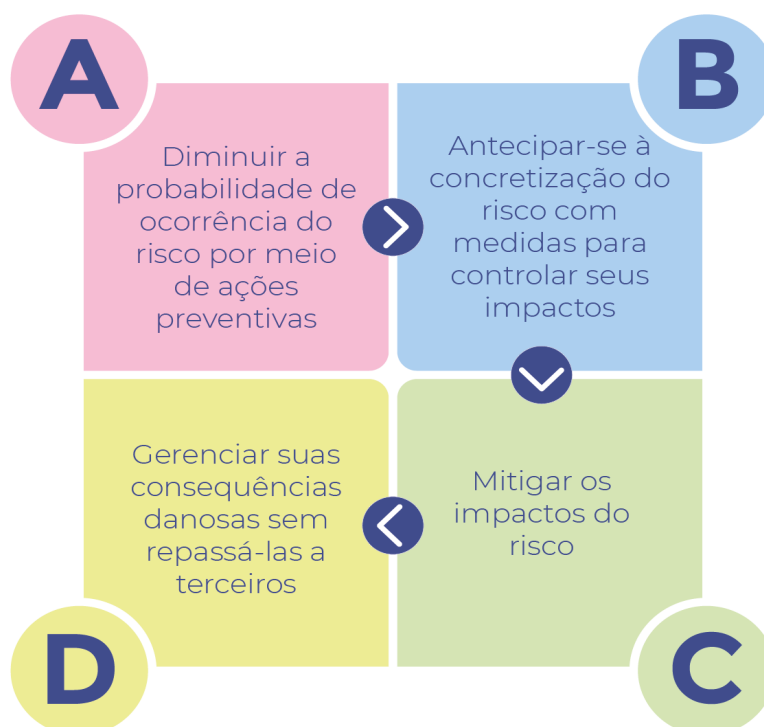 A
Diminuir a
probabilidade de
ocorrência do
risco por meio
de ações
preventivas
B
Antecipar-se à
concretização do
risco com
medidas para
controlar seus
impactos
C
Mitigar os
impactos do
risco
D
Gerenciar suas
consequências
danosas sem
repassá-las a
terceiros